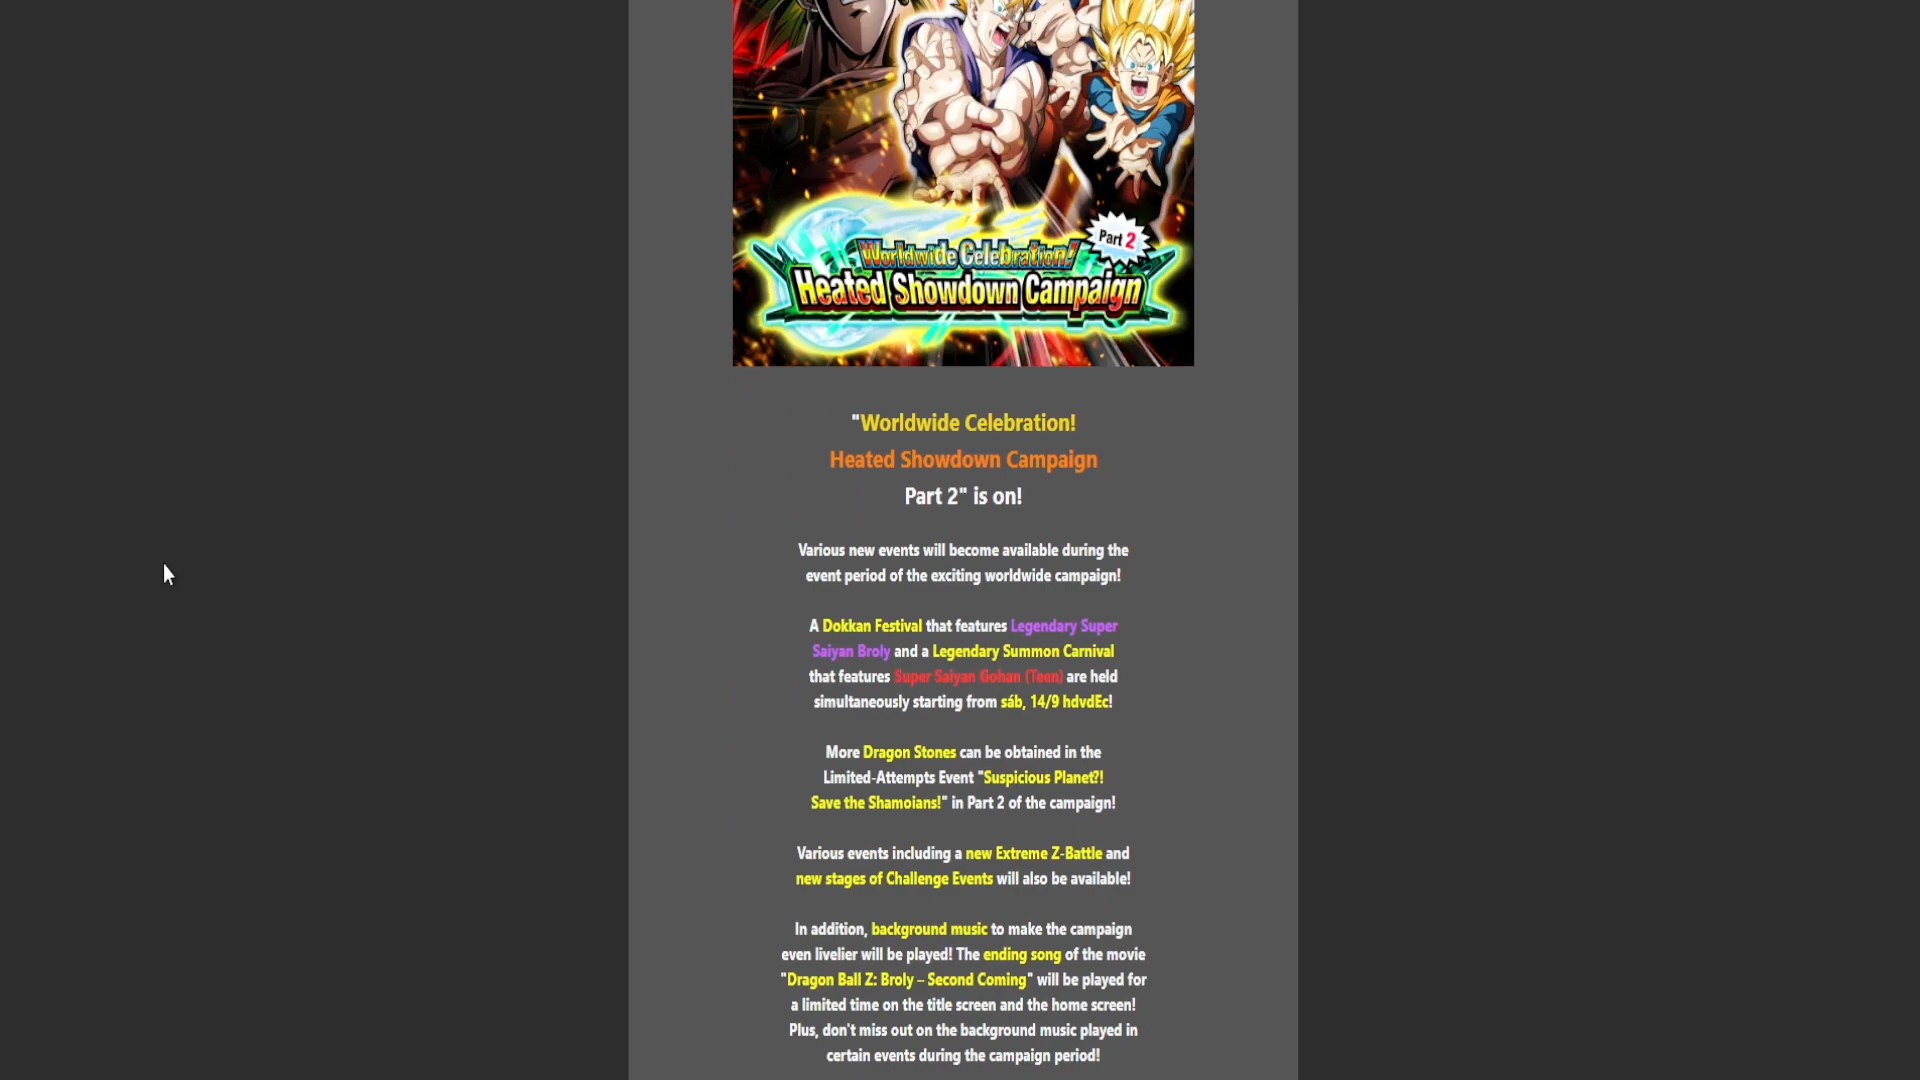 Part 2
Worldwide Celebration!
Heated Showdown Campaign
"Worldwide Celebration!
Heated Showdown Campaign
Part 2" is on!
Various new events will become available during the
event period of the exciting worldwide campaign!
A Dokkan Festival that features Legendary Super
Saiyan Broly and a Legendary Summon Carnival
that features Super Saiyan Gohan (Teen) are held
simultaneously starting from sáb, 14/9 hdvdEc!
More Dragon Stones can be obtained in the
Limited-Attempts Event "Suspicious Planet?!
Save the Shamoians!" in Part 2 of the campaign!
Various events including a new Extreme Z-Battle and
new stages of Challenge Events will also be available!
In addition, background music to make the campaign
even livelier will be played! The ending song of the movie
"Dragon Ball Z: Broly – Second Coming" will be played for
a limited time on the title screen and the home screen!
Plus, don't miss out on the background music played in
certain events during the campaign period!